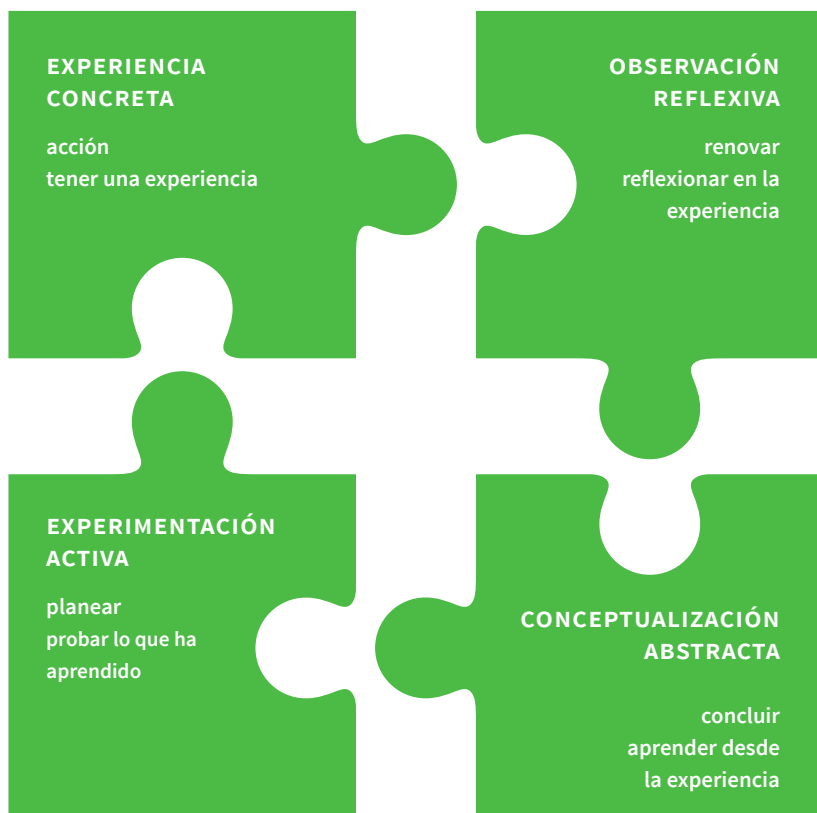 EXPERIENCIA
CONCRETA
acción
tener una experiencia
OBSERVACIÓN
REFLEXIVA
renovar
reflexionar en la
experiencia
EXPERIMENTACIÓN
ACTIVA
planear
probar lo que ha
aprendido
CONCEPTUALIZACIÓN
ABSTRACTA
concluir
aprender desde
la experiencia